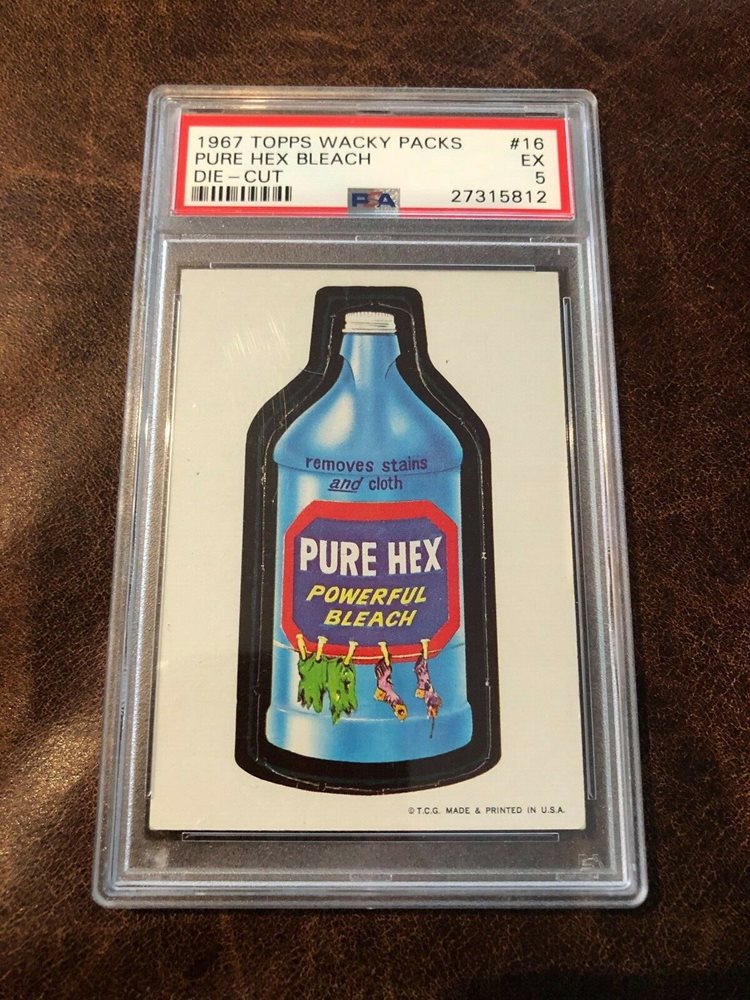 1967 TOPPS WACKY PACKS #16
PURE HEX BLEACH EX
DIE-CUT 5
PSA 27315812
removes stains
and cloth
PURE HEX
POWERFUL
BLEACH
© T.C.G. MADE & PRINTED IN U.S.A.